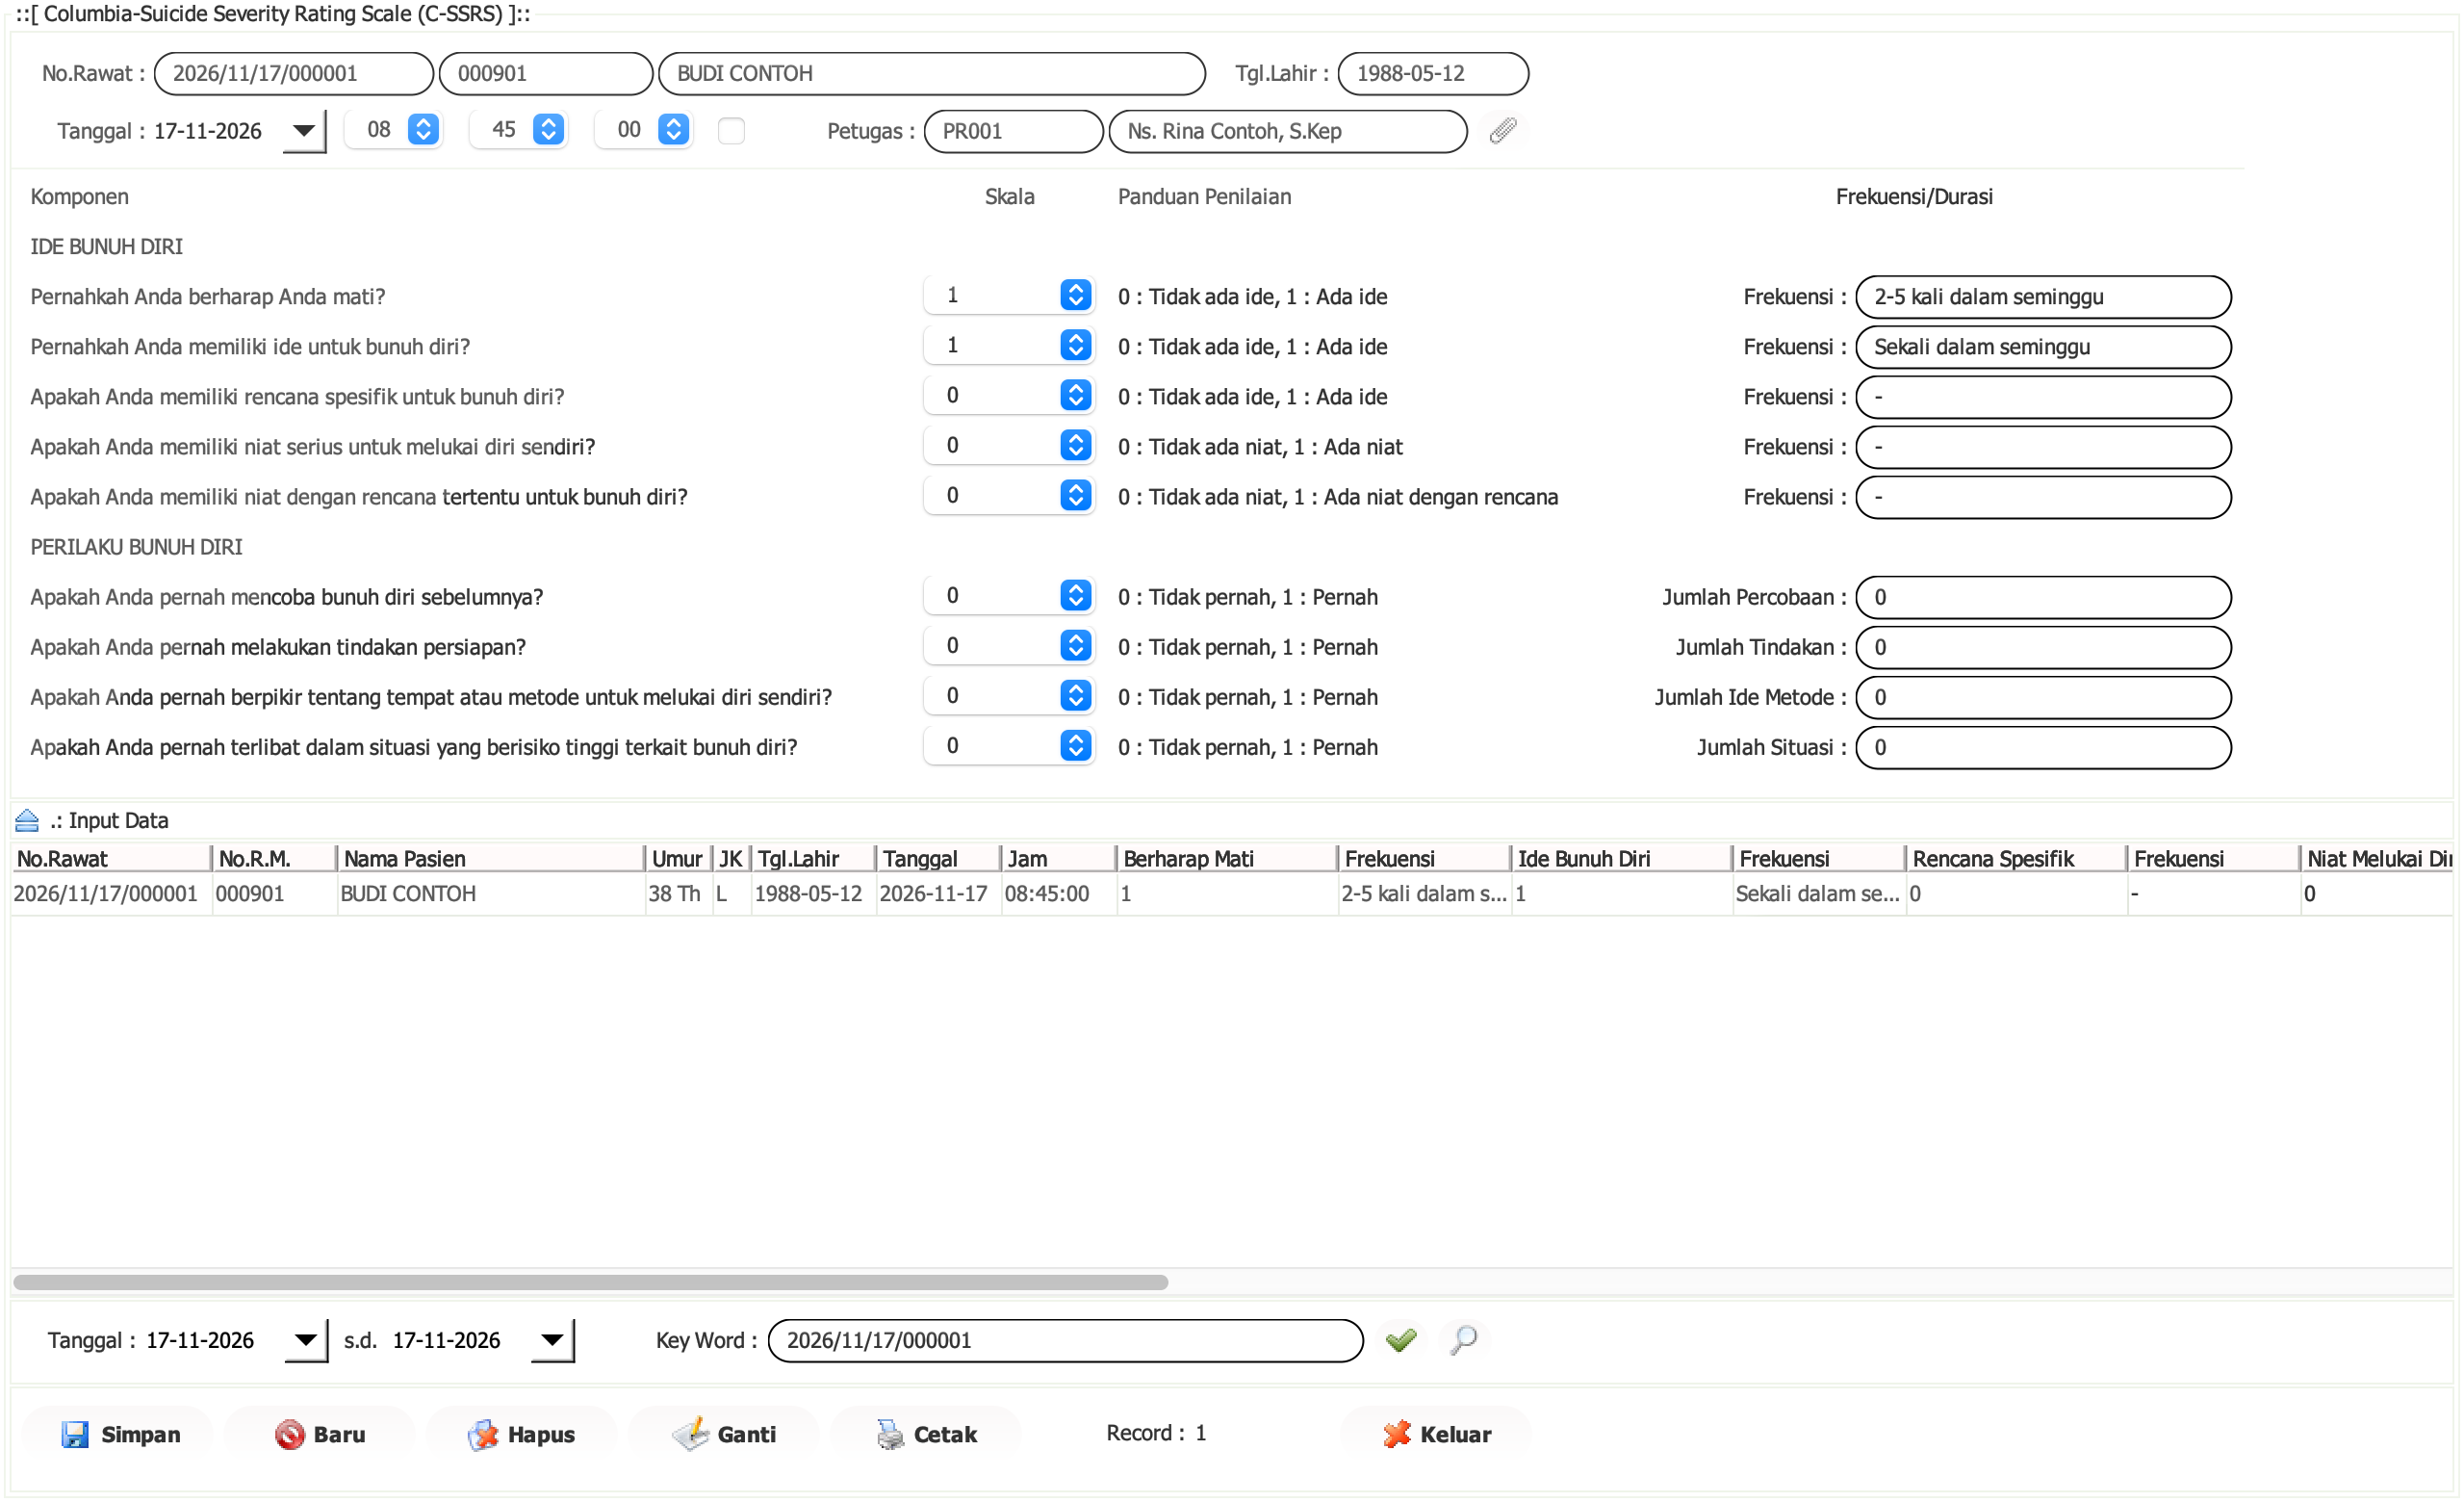 ::[ Columbia-Suicide Severity Rating Scale (C-SSRS) ]::
No.Rawat : 2026/11/17/000001 000901 BUDI CONTOH Tgl.Lahir : 1988-05-12
Tanggal : 17-11-2026 08 45 00 Petugas : PR001 Ns. Rina Contoh, S.Kep
Komponen Skala Panduan Penilaian Frekuensi/Durasi
IDE BUNUH DIRI
Pernahkah Anda berharap Anda mati? 1 0 : Tidak ada ide, 1 : Ada ide Frekuensi : 2-5 kali dalam seminggu
Pernahkah Anda memiliki ide untuk bunuh diri? 1 0 : Tidak ada ide, 1 : Ada ide Frekuensi : Sekali dalam seminggu
Apakah Anda memiliki rencana spesifik untuk bunuh diri? 0 0 : Tidak ada ide, 1 : Ada ide Frekuensi : -
Apakah Anda memiliki niat serius untuk melukai diri sendiri? 0 0 : Tidak ada niat, 1 : Ada niat Frekuensi : -
Apakah Anda memiliki niat dengan rencana tertentu untuk bunuh diri? 0 0 : Tidak ada niat, 1 : Ada niat dengan rencana Frekuensi : -
PERILAKU BUNUH DIRI
Apakah Anda pernah mencoba bunuh diri sebelumnya? 0 0 : Tidak pernah, 1 : Pernah Jumlah Percobaan : 0
Apakah Anda pernah melakukan tindakan persiapan? 0 0 : Tidak pernah, 1 : Pernah Jumlah Tindakan : 0
Apakah Anda pernah berpikir tentang tempat atau metode untuk melukai diri sendiri? 0 0 : Tidak pernah, 1 : Pernah Jumlah Ide Metode : 0
Apakah Anda pernah terlibat dalam situasi yang berisiko tinggi terkait bunuh diri? 0 0 : Tidak pernah, 1 : Pernah Jumlah Situasi : 0
.: Input Data
No.Rawat No.R.M. Nama Pasien Umur JK Tgl.Lahir Tanggal Jam Berharap Mati Frekuensi Ide Bunuh Diri Frekuensi Rencana Spesifik Frekuensi Niat Melukai Dir
2026/11/17/000001 000901 BUDI CONTOH 38 Th L 1988-05-12 2026-11-17 08:45:00 1 2-5 kali dalam s... 1 Sekali dalam se... 0 - 0
Tanggal : 17-11-2026 s.d. 17-11-2026 Key Word : 2026/11/17/000001
Simpan Baru Hapus Ganti Cetak Record : 1 Keluar